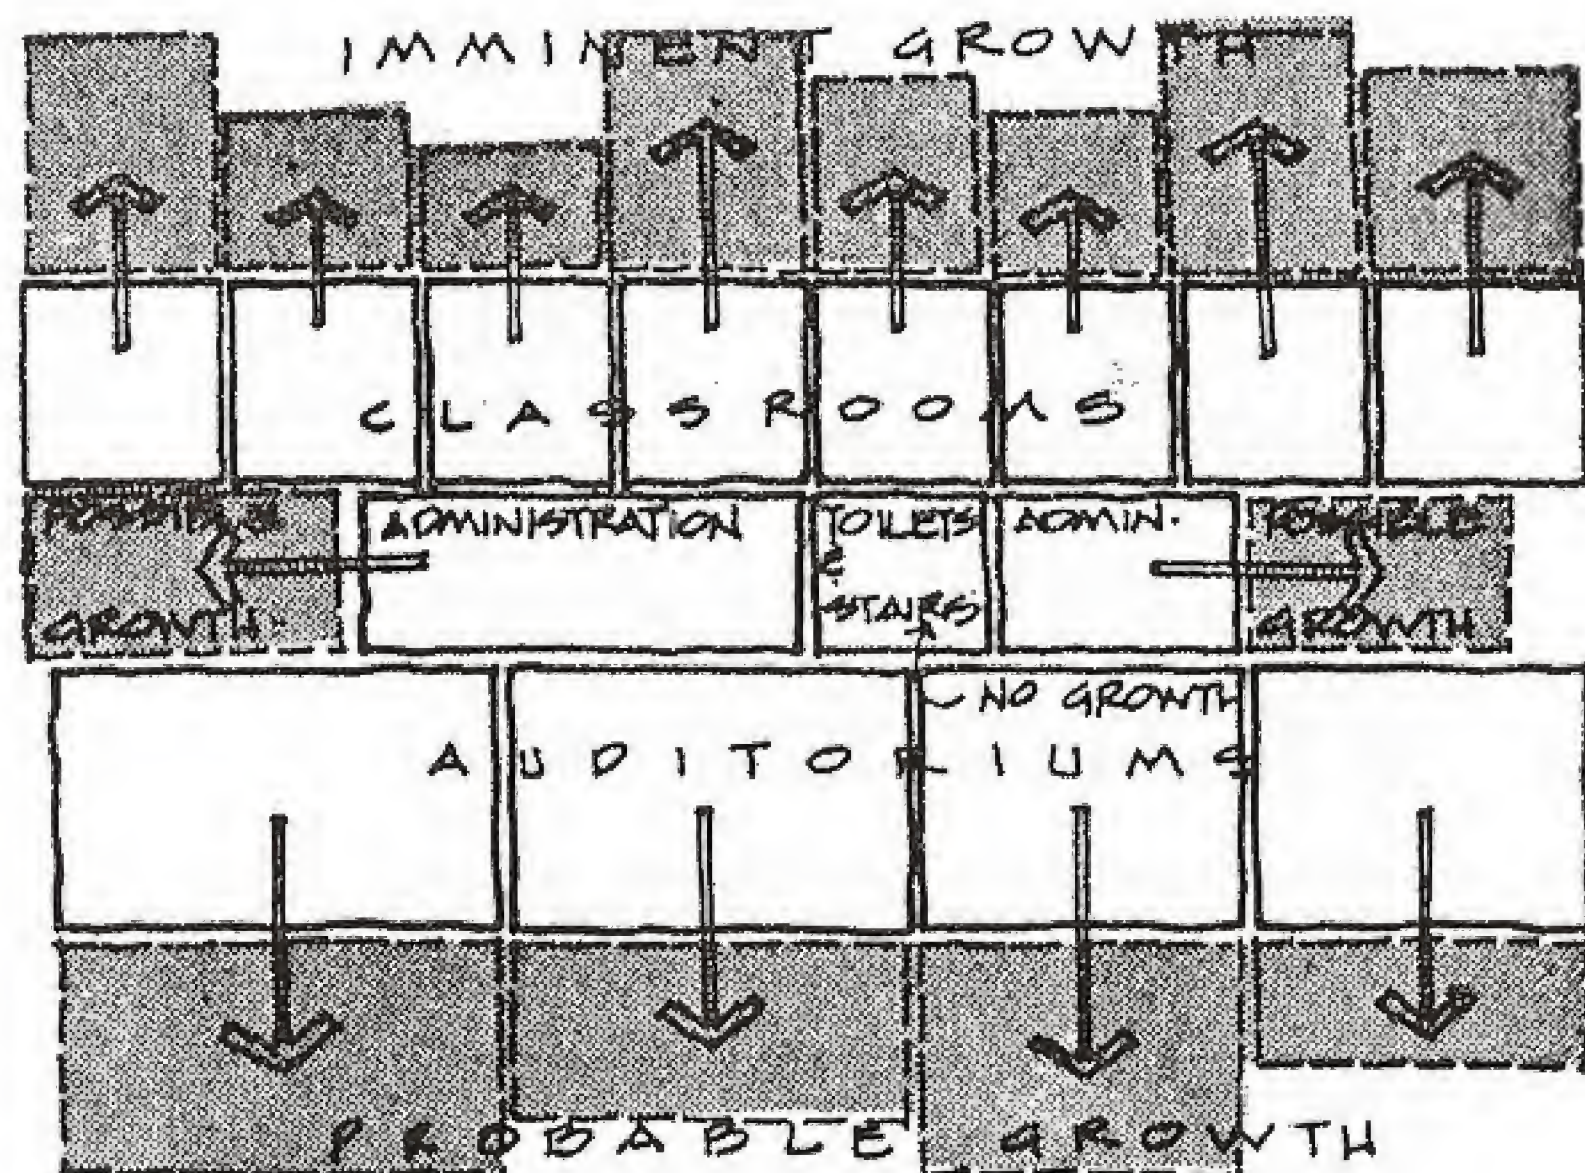 IMMINENT GROWTH
CLASSROOMS
POSSIBLE
GROWTH
ADMINISTRATION
TOILETS
&
STAIRS
ADMIN.
POSSIBLE
GROWTH
NO GROWTH
AUDITORIUMS
PROBABLE GROWTH